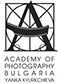 ACADEMY OF
PHOTOGRAPHY
BULGARIA
YANKA KYURKCHIEVA